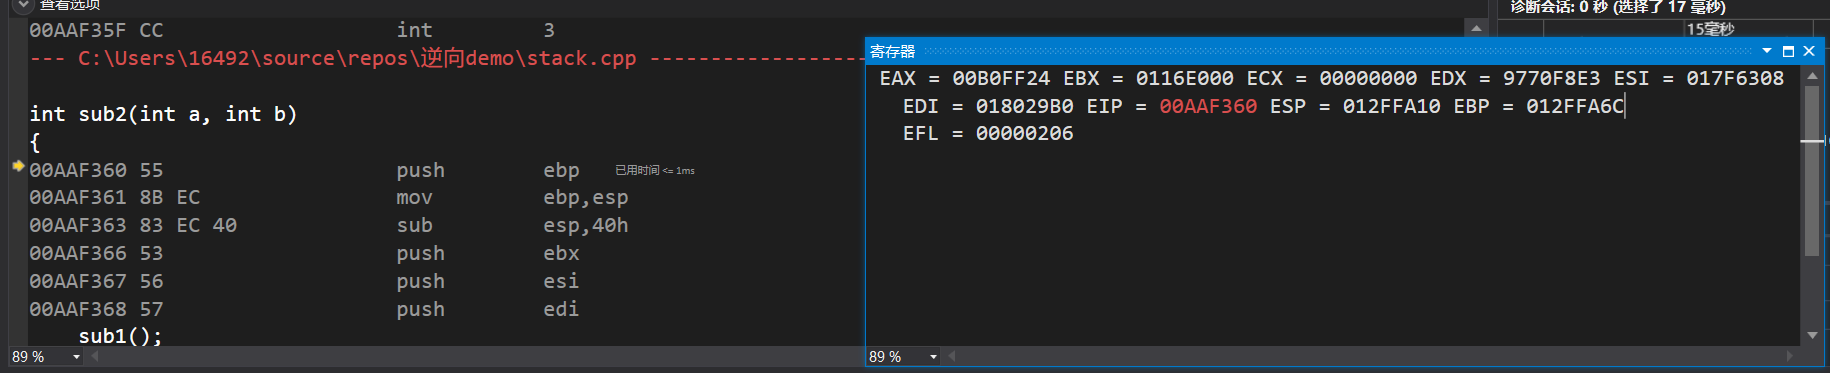 查看选项
00AAF35F CC int 3
--- C:\Users\16492\source\repos\逆向demo\stack.cpp ------------------
int sub2(int a, int b)
{
00AAF360 55 push ebp 已用时间 <= 1ms
00AAF361 8B EC mov ebp,esp
00AAF363 83 EC 40 sub esp,40h
00AAF366 53 push ebx
00AAF367 56 push esi
00AAF368 57 push edi
sub1();
89 %
诊断会话: 0 秒 (选择了 17 毫秒)
15毫秒
寄存器
EAX = 00B0FF24 EBX = 0116E000 ECX = 00000000 EDX = 9770F8E3 ESI = 017F6308
EDI = 018029B0 EIP = 00AAF360 ESP = 012FFA10 EBP = 012FFA6C
EFL = 00000206
89 %